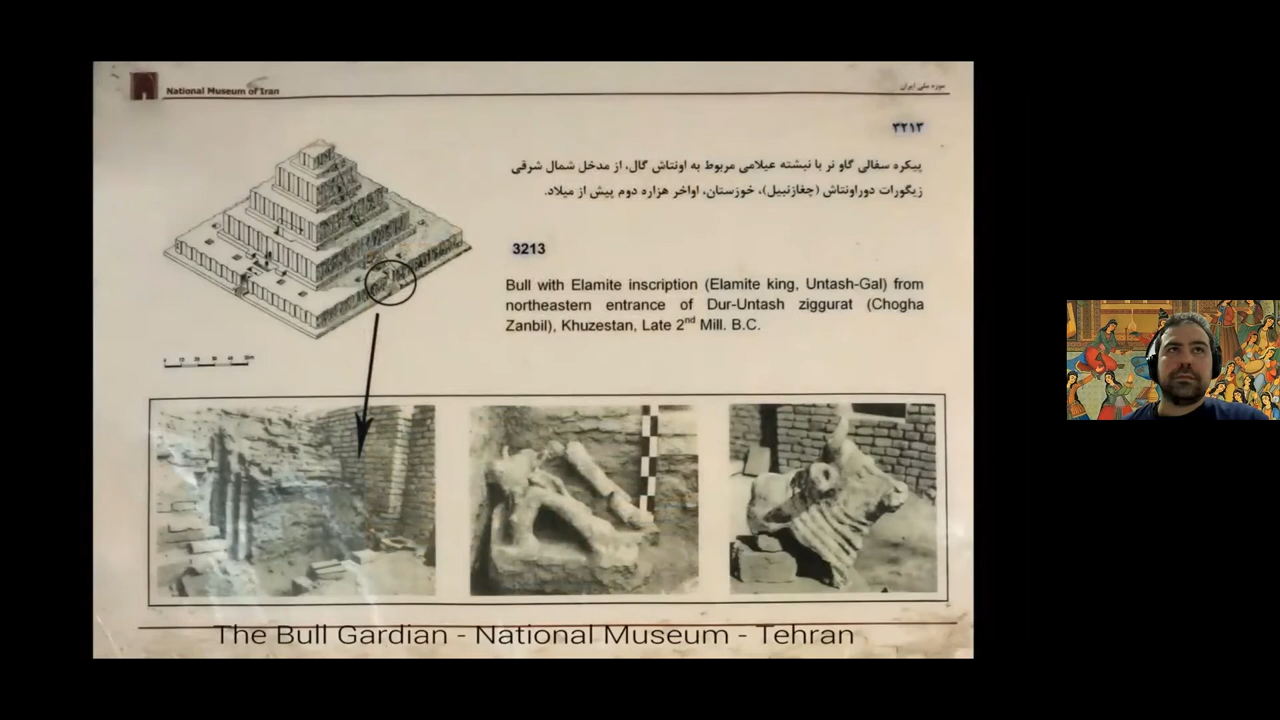 National Museum of Iran
موزه ملی ایران
۳۲۱۳
پیکره سفالی گاو نر با نبشته عیلامی مربوط به اونتاش گال، از مدخل شمال شرقی
زیگورات دوراونتاش (چغازنبیل)، خوزستان، اواخر هزاره دوم پیش از میلاد.
3213
Bull with Elamite inscription (Elamite king, Untash-Gal) from
northeastern entrance of Dur-Untash ziggurat (Chogha
Zanbil), Khuzestan, Late 2nd Mill. B.C.
The Bull Gardian - National Museum - Tehran